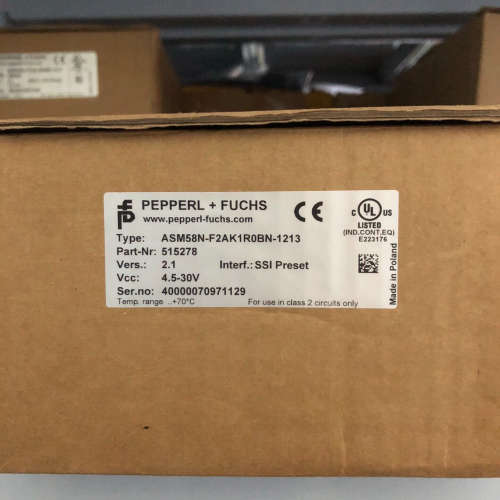 PEPPERL + FUCHS
www.pepperl-fuchs.com
Type: ASM58N-F2AK1R0BN-1213
Part-Nr: 515278
Vers.: 2.1 Interf.: SSI Preset
Vcc: 4.5-30V
Ser.no: 40000070971129
Temp. range ..+70°C For use in class 2 circuits only
CE
C UL US
LISTED
(IND.CONT.EQ)
E223176
Made in Poland